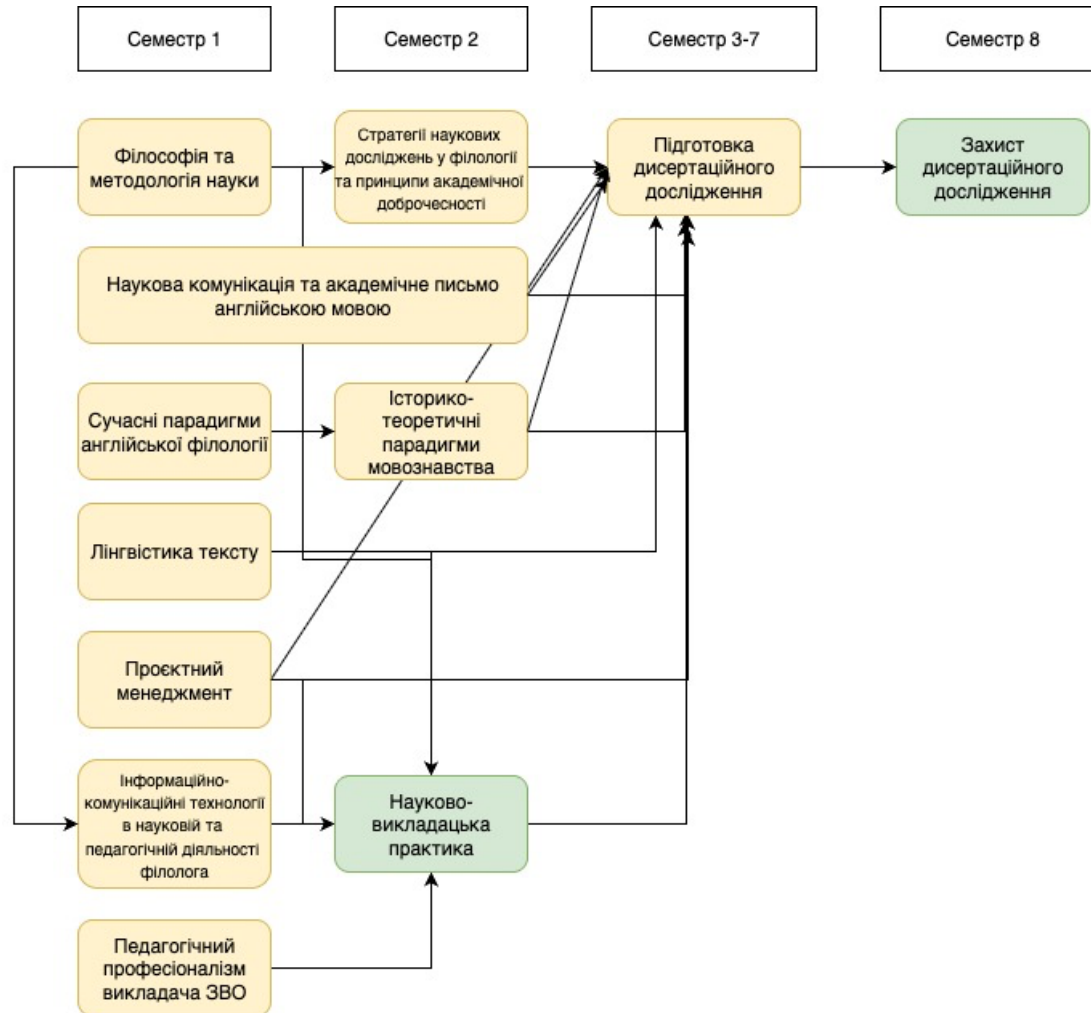 Семестр 1
Семестр 2
Семестр 3-7
Семестр 8
Філософія та
методологія науки
Стратегії наукових
досліджень у філології
та принципи академічної
доброчесності
Підготовка
дисертаційного
дослідження
Захист
дисертаційного
дослідження
Наукова комунікація та академічне письмо
англійською мовою
Сучасні парадигми
англійської філології
Історико-
теоретичні
парадигми
мовознавства
Лінгвістика тексту
Проєктний
менеджмент
Інформаційно-
комунікаційні технології
в науковій та
педагогічній діяльності
філолога
Науково-
викладацька
практика
Педагогічний
професіоналізм
викладача ЗВО